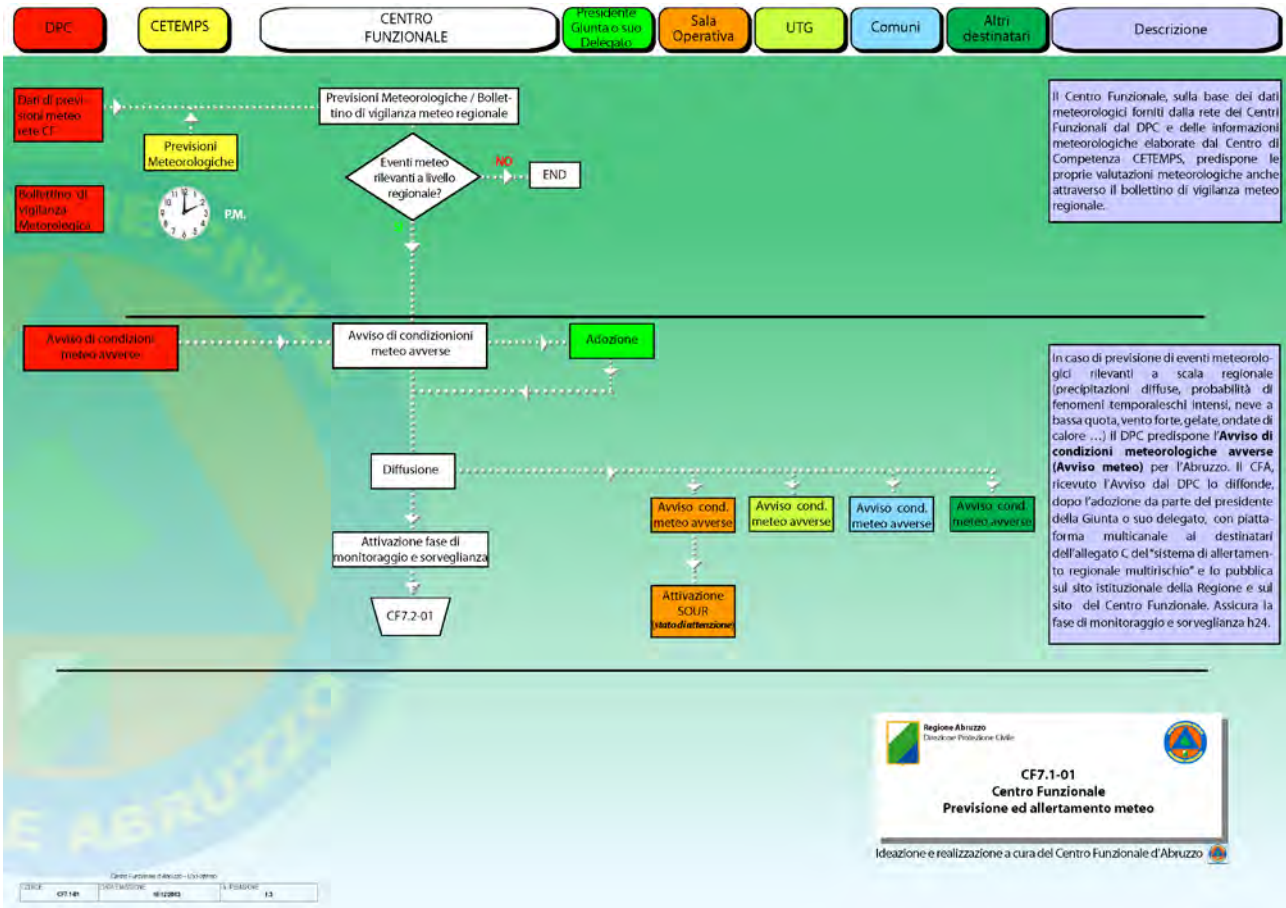 DPC
CETEMPS
CENTRO
FUNZIONALE
Presidente
Giunta o suo
Delegato
Sala
Operativa
UTG
Comuni
Altri
destinatari
Descrizione
Dati di previ-
sioni meteo
rete CF
Previsioni
Meteorologiche
Previsioni Meteorologiche / Bollet-
tino di vigilanza meteo regionale
Eventi meteo
rilevanti a livello
regionale?
NO
END
Bollettino di
vigilanza
Metorologica
12
P.M.
Il Centro Funzionale, sulla base dei dati
meteorologici forniti dalla rete dei Centri
Funzionali dal DPC e delle informazioni
meteorologiche elaborate dal Centro di
Competenza CETEMPS, predispone le
proprie valutazioni meteorologiche anche
attraverso il bollettino di vigilanza meteo
regionale.
Avviso di condizioni
meteo avverse
Avviso di condizionioni
meteo avverse
Adozione
Diffusione
Avviso cond.
meteo avverse
Avviso cond.
meteo avverse
Avviso cond.
meteo avverse
Avviso cond.
meteo avverse
Attivazione fase di
monitoraggio e sorveglianza
CF7.2-01
Attivazione
SOUR
(stato di attenzione)
In caso di previsione di eventi meteorolo-
gici rilevanti a scala regionale
(precipitazioni diffuse, probabilità di
fenomeni temporaleschi intensi, neve a
bassa quota, vento forte, gelate, ondate di
calore ...) il DPC predispone l'Avviso di
condizioni meteorologiche avverse
(Avviso meteo) per l'Abruzzo. Il CFA,
ricevuto l'Avviso dal DPC lo diffonde,
dopo l'adozione da parte del presidente
della Giunta o suo delegato, con piatta-
forma multicanale ai destinatari
dell'allegato C del "sistema di allertamen-
to regionale multirischio" e lo pubblica
sul sito istituzionale della Regione e sul
sito del Centro Funzionale. Assicura la
fase di monitoraggio e sorveglianza h24.
E ABRUZZO
Regione Abruzzo
Direzione Protezione Civile
CF7.1-01
Centro Funzionale
Previsione ed allertamento meteo
Ideazione e realizzazione a cura del Centro Funzionale d'Abruzzo
CF7.1-01